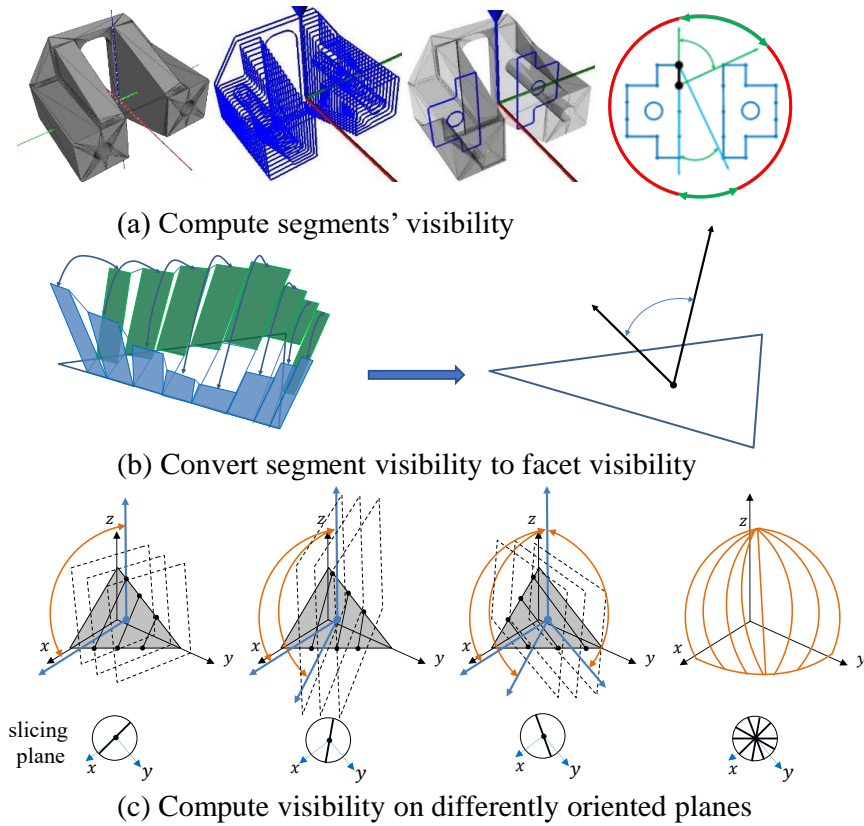 (a) Compute segments’ visibility
(b) Convert segment visibility to facet visibility
z
z
z
z
x
y
x
y
x
y
x
y
slicing
plane
x
y
x
y
x
y
x
y
(c) Compute visibility on differently oriented planes